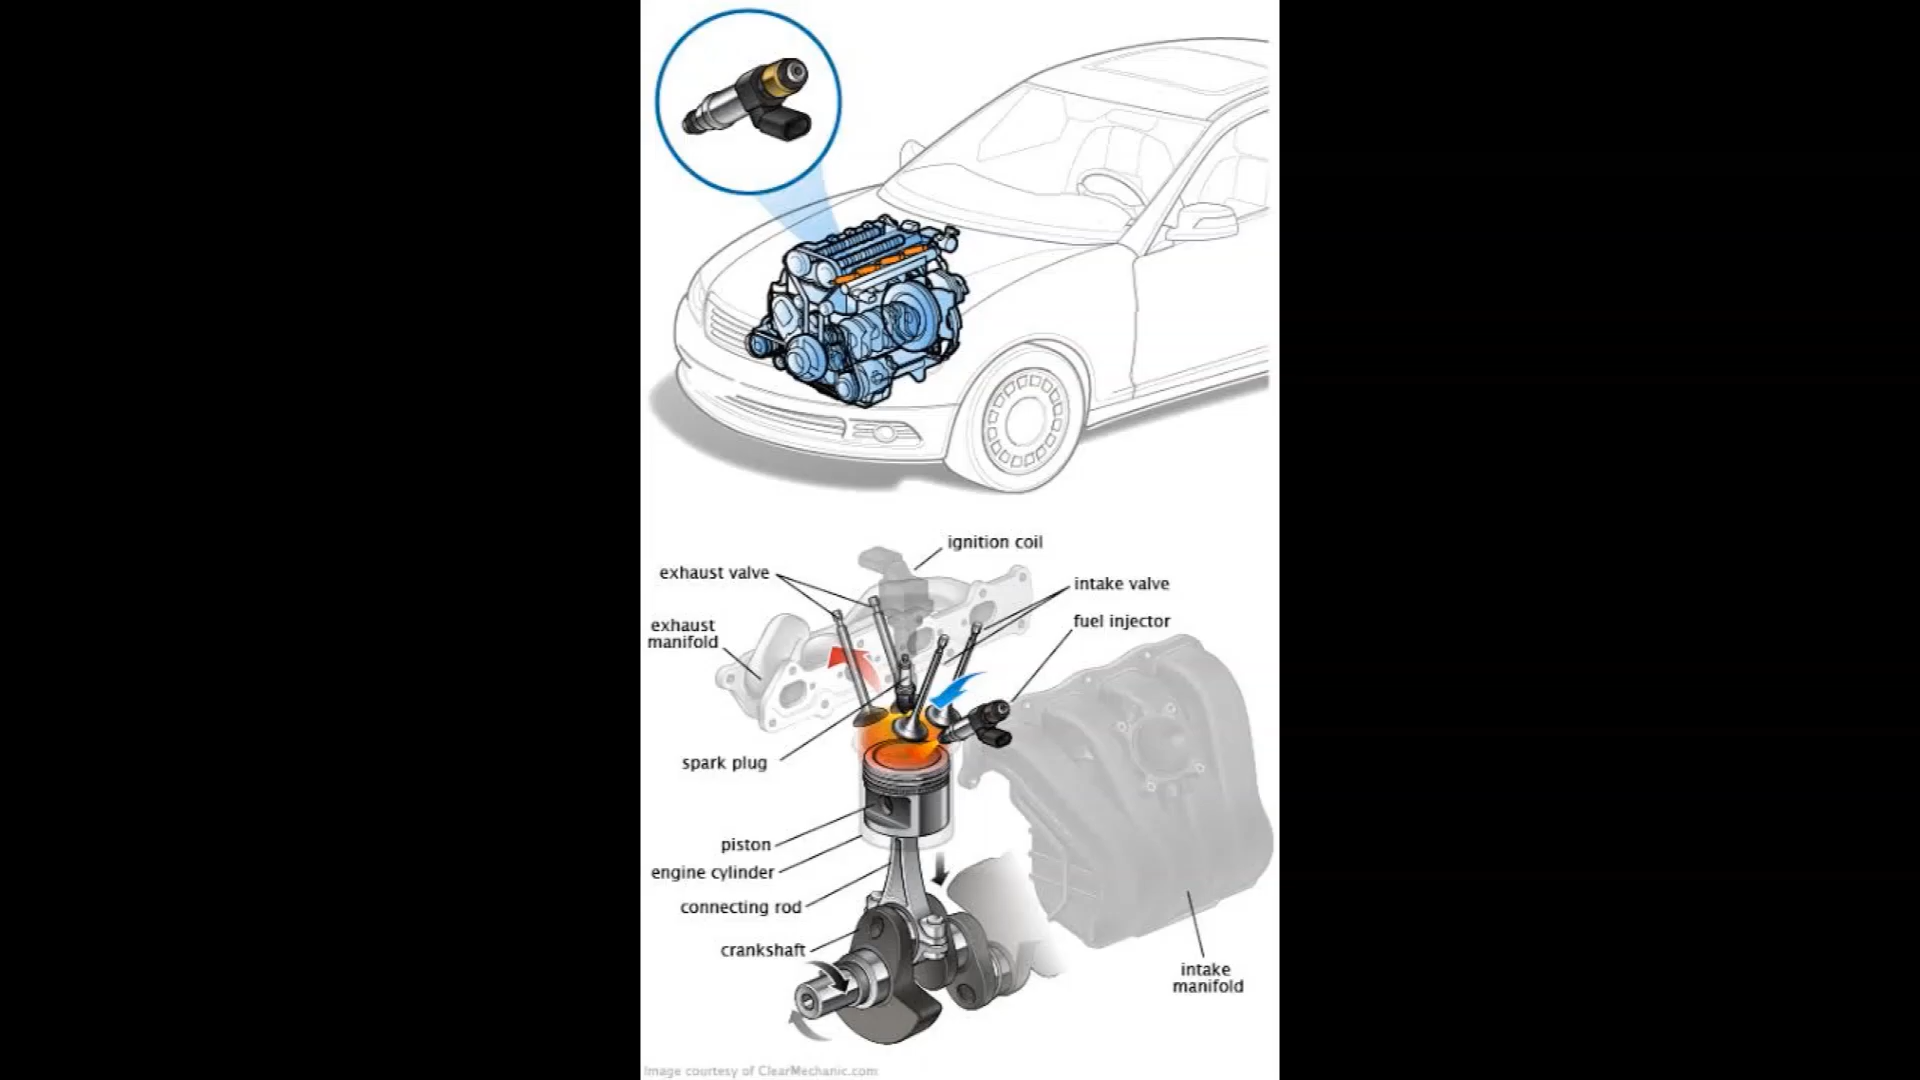 ignition coil
exhaust valve
intake valve
exhaust
manifold
fuel injector
spark plug
piston
engine cylinder
connecting rod
crankshaft
intake
manifold
Image courtesy of ClearMechanic.com